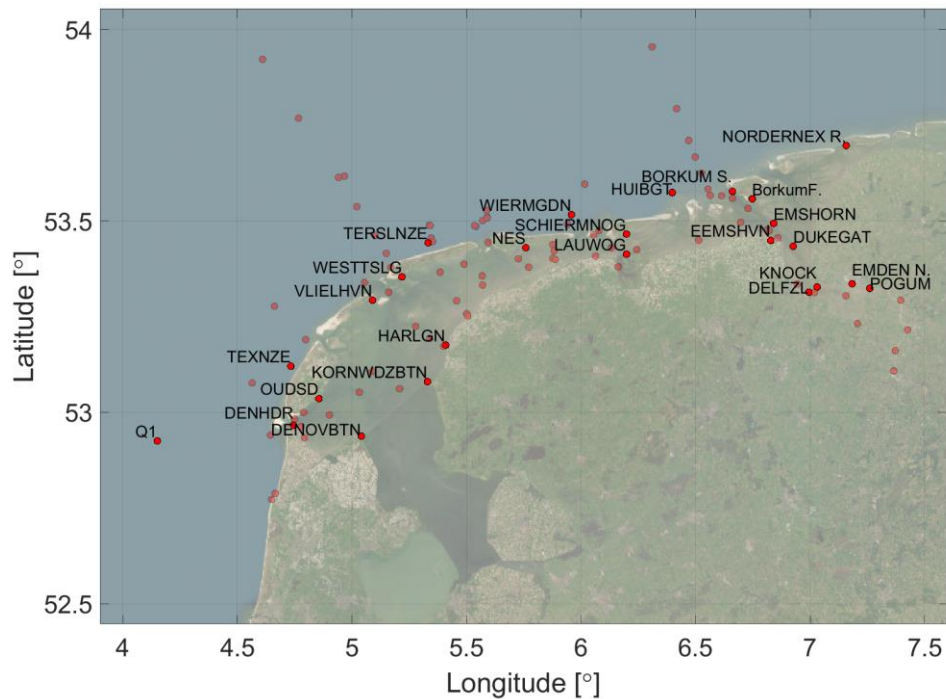 54
NORDERNEX R.
BORKUM S.
HUIBGT
BorkumF.
WIERMGDN
53.5
SCHIERMNOG
EMSHORN
TERSLNZE
NES
LAUWOG
EEMSHVN
DUKEGAT
WESTTSLG
KNOCK
EMDEN N.
VLIELHVN
DELFZL
POGUM
HARLGN
TEXNZE
KORNWDZBTN
OUDSD
53
DENHDR
DENOVBTN
Q1
52.5
4
4.5
5
5.5
6
6.5
7
7.5
Latitude [°]
Longitude [°]